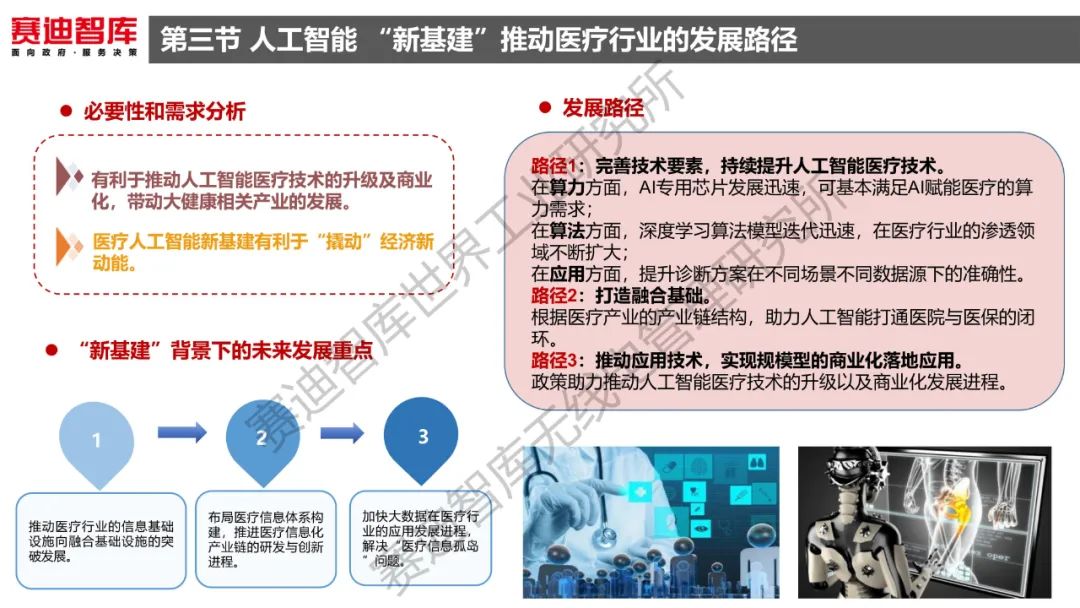 赛迪智库
面向政府·服务决策
第三节 人工智能 “新基建”推动医疗行业的发展路径
● 必要性和需求分析
有利于推动人工智能医疗技术的升级及商业
化，带动大健康相关产业的发展。
医疗人工智能新基建有利于“撬动”经济新
动能。
● “新基建”背景下的未来发展重点
1
2
3
推动医疗行业的信息基础
设施向融合基础设施的突
破发展。
布局医疗信息体系构
建，推进医疗信息化
产业链的研发与创新
进程。
加快大数据在医疗行
业的应用发展进程，
解决“医疗信息孤岛
”问题。
● 发展路径
路径1：完善技术要素，持续提升人工智能医疗技术。
在算力方面，AI专用芯片发展迅速，可基本满足AI赋能医疗的算
力需求；
在算法方面，深度学习算法模型迭代迅速，在医疗行业的渗透领
域不断扩大；
在应用方面，提升诊断方案在不同场景不同数据源下的准确性。
路径2：打造融合基础。
根据医疗产业的产业链结构，助力人工智能打通医院与医保的闭
环。
路径3：推动应用技术，实现规模型的商业化落地应用。
政策助力推动人工智能医疗技术的升级以及商业化发展进程。
赛迪智库世界工业研究所
赛迪智库无线电管理研究所